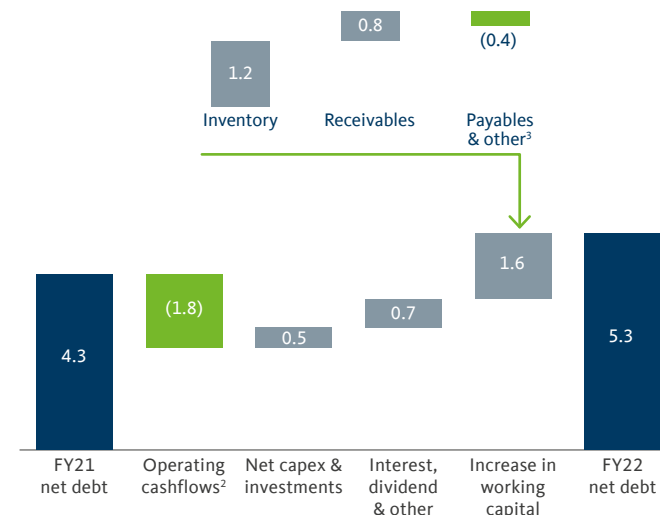 0.8
(0.4)
1.2
Inventory
Receivables
Payables
& other³
1.6
(1.8)
0.7
0.5
5.3
4.3
FY21
net debt
Operating
cashflows²
Net capex &
investments
Interest,
dividend
& other
Increase in
working
capital
FY22
net debt